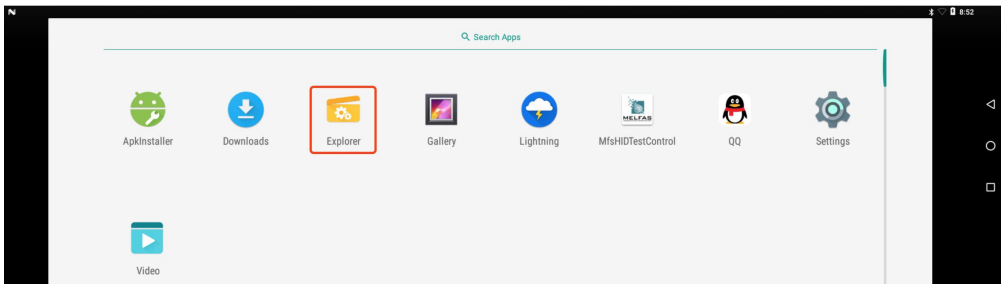 8:52
Search Apps
ApkInstaller
Downloads
Explorer
Gallery
Lightning
MELFAS
MfsHIDTestControl
QQ
Settings
Video